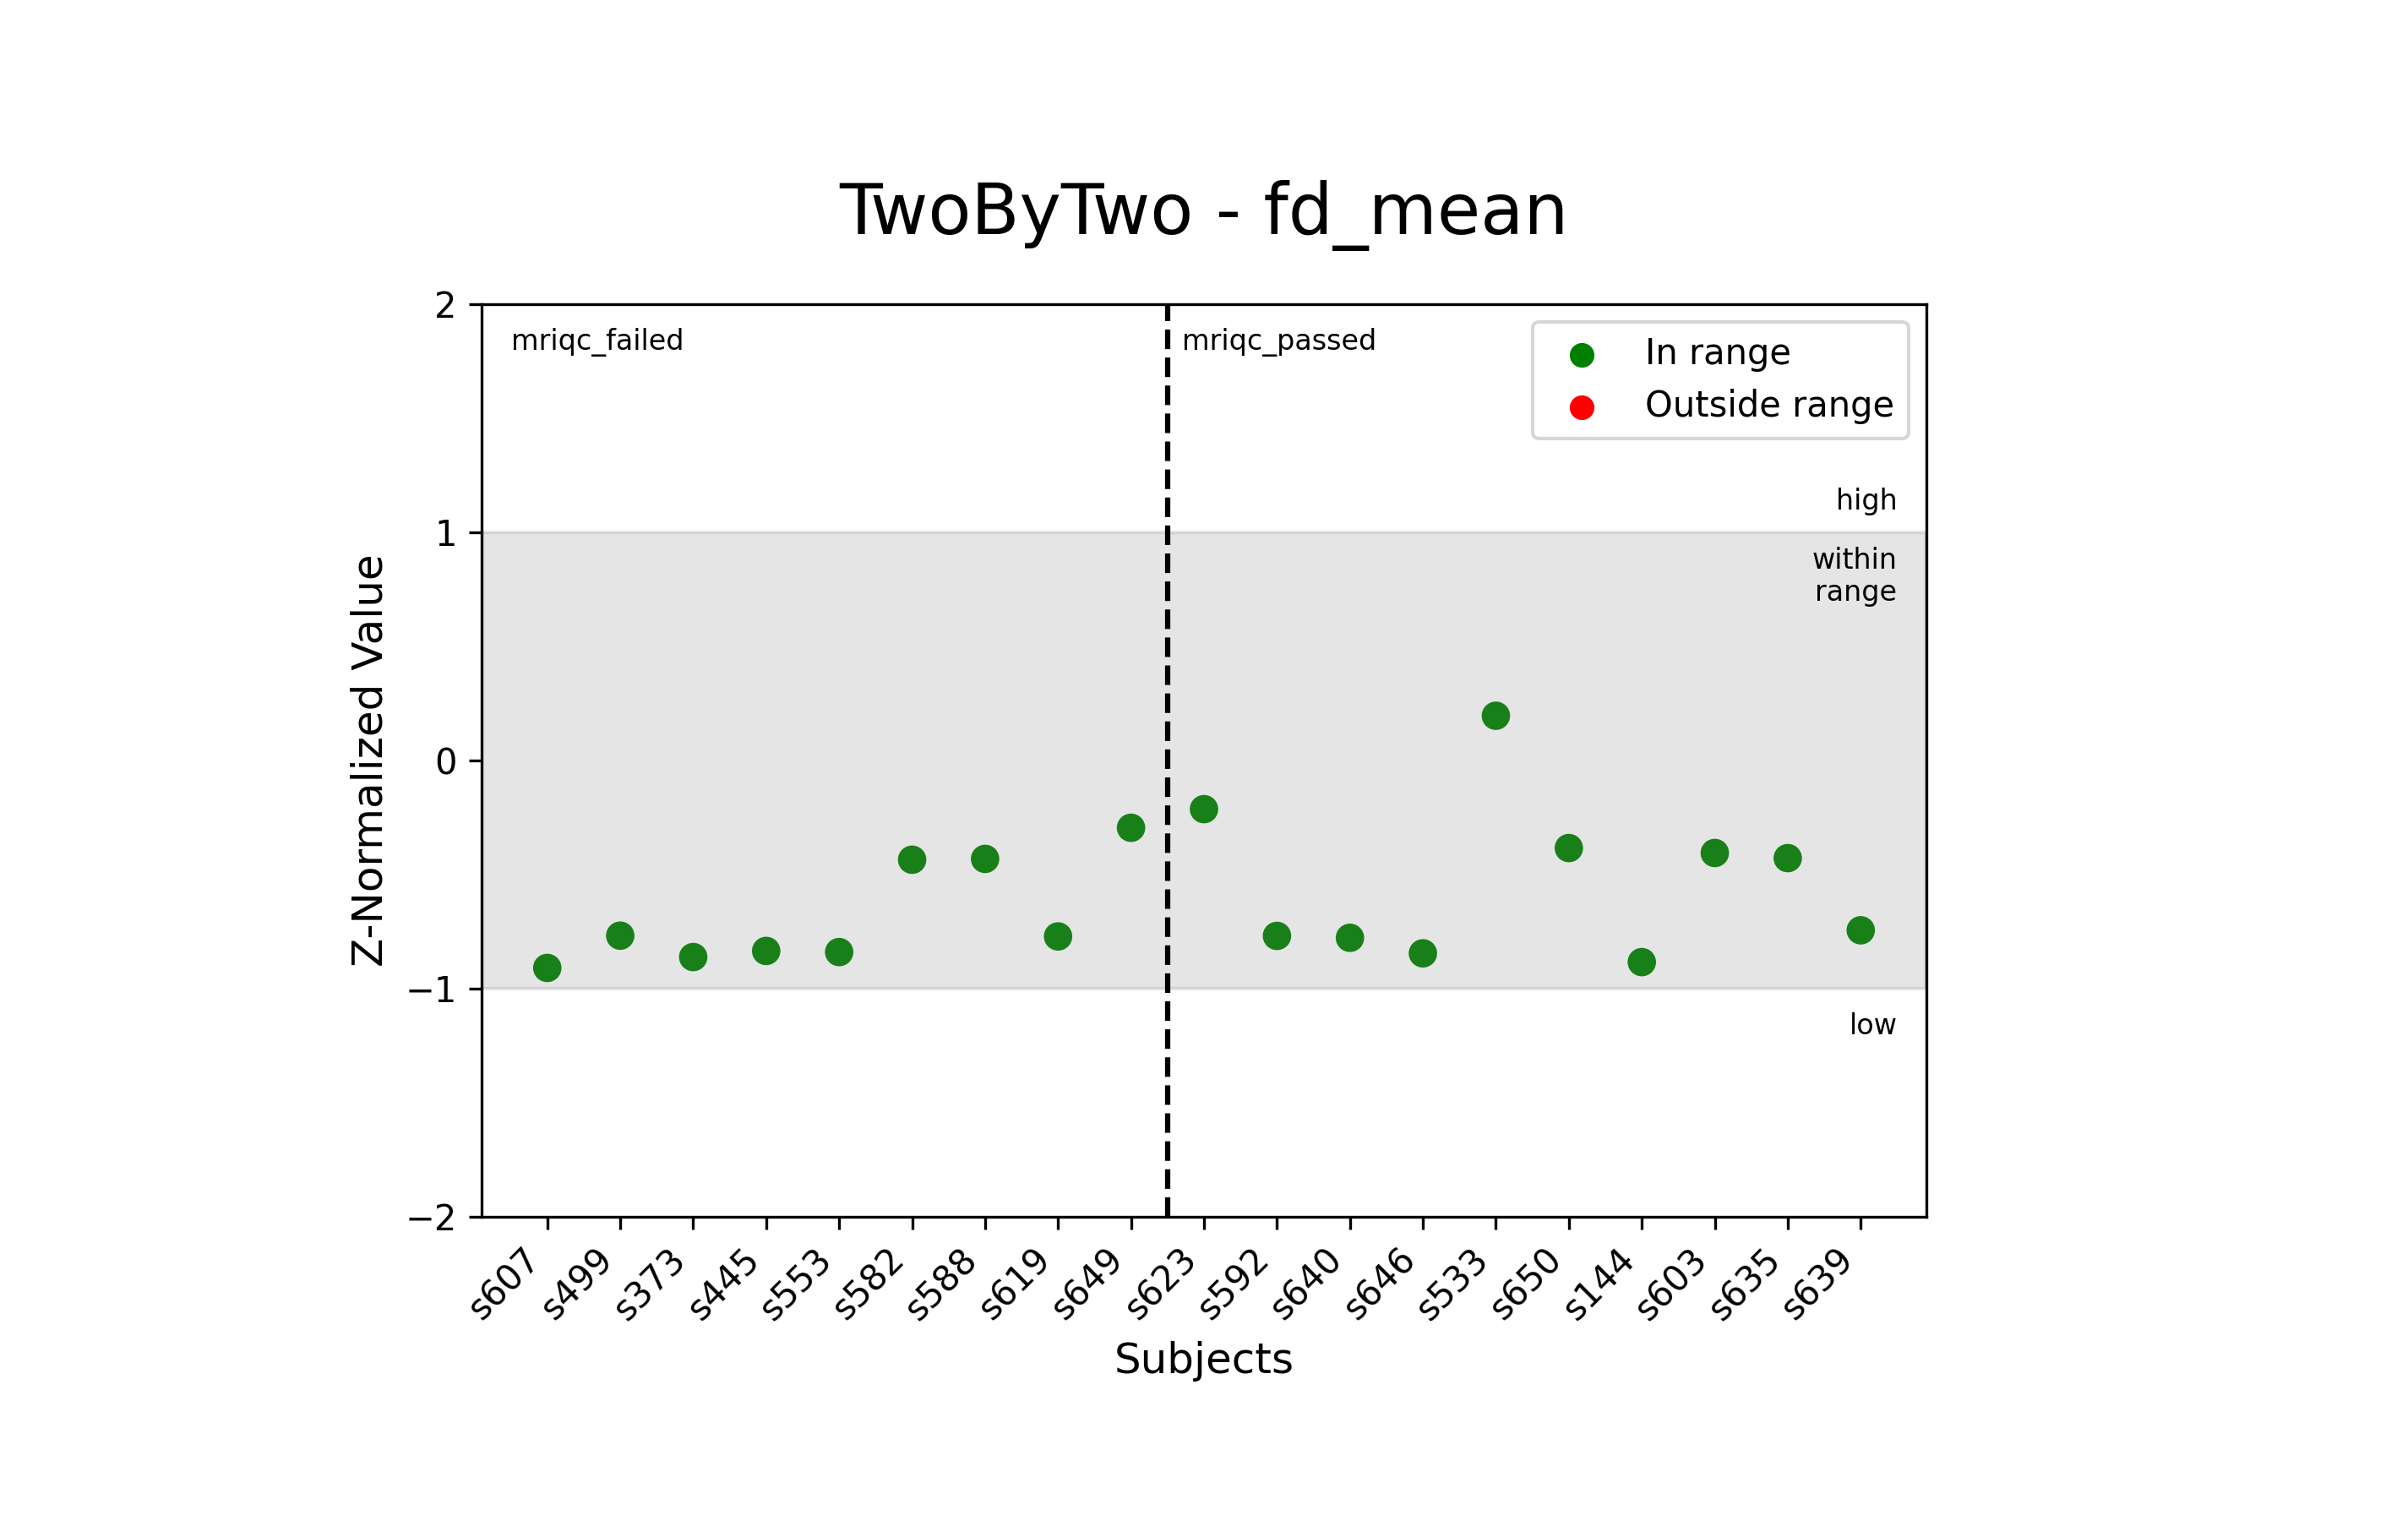 TwoByTwo - fd_mean
2
mriqc_failed
mriqc_passed
In range
Outside range
high
1
within
range
Z-Normalized Value
0
−1
low
−2
s607
s499
s373
s445
s553
s582
s588
s619
s649
s623
s592
s640
s646
s533
s650
s144
s603
s635
s639
Subjects